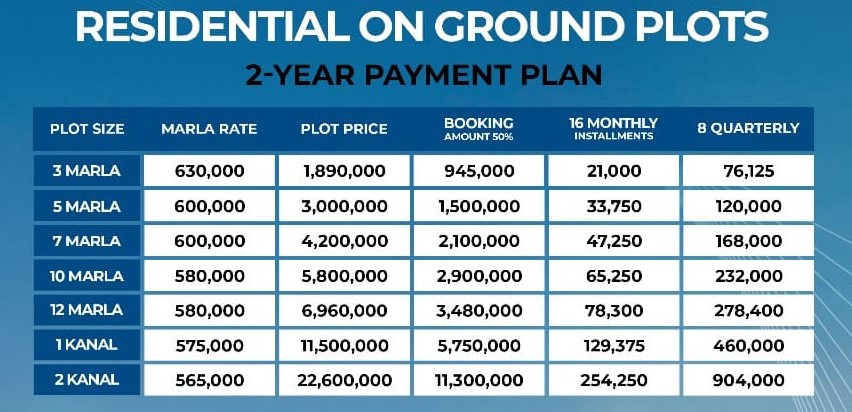 RESIDENTIAL ON GROUND PLOTS
2-YEAR PAYMENT PLAN
PLOT SIZE MARLA RATE PLOT PRICE BOOKING AMOUNT 50% 16 MONTHLY INSTALLMENTS 8 QUARTERLY
3 MARLA 630,000 1,890,000 945,000 21,000 76,125
5 MARLA 600,000 3,000,000 1,500,000 33,750 120,000
7 MARLA 600,000 4,200,000 2,100,000 47,250 168,000
10 MARLA 580,000 5,800,000 2,900,000 65,250 232,000
12 MARLA 580,000 6,960,000 3,480,000 78,300 278,400
1 KANAL 575,000 11,500,000 5,750,000 129,375 460,000
2 KANAL 565,000 22,600,000 11,300,000 254,250 904,000